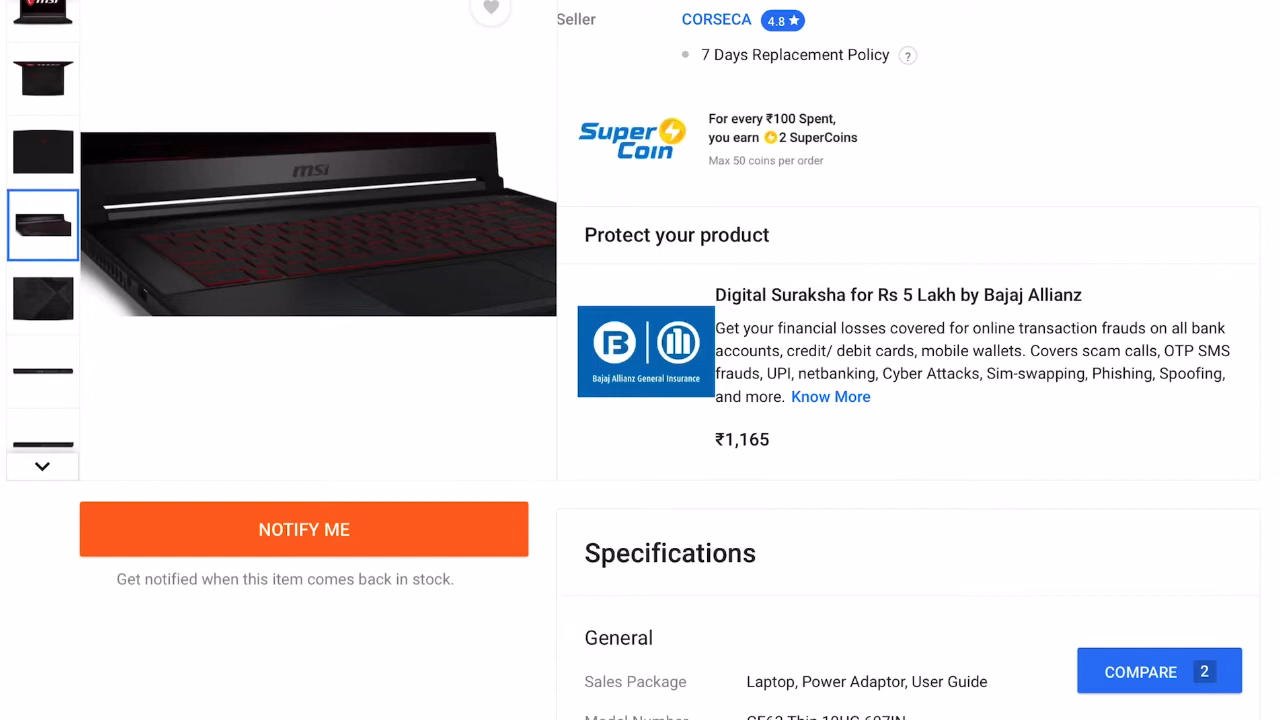 Seller
CORSECA
4.8
7 Days Replacement Policy
?
Super
Coin
For every ₹100 Spent,
you earn 2 SuperCoins
Max 50 coins per order
msi
Protect your product
Digital Suraksha for Rs 5 Lakh by Bajaj Allianz
Get your financial losses covered for online transaction frauds on all bank
accounts, credit/ debit cards, mobile wallets. Covers scam calls, OTP SMS
frauds, UPI, netbanking, Cyber Attacks, Sim-swapping, Phishing, Spoofing,
and more. Know More
Bajaj Allianz General Insurance
₹1,165
NOTIFY ME
Get notified when this item comes back in stock.
Specifications
General
Sales Package
Laptop, Power Adaptor, User Guide
COMPARE 2
Model Number